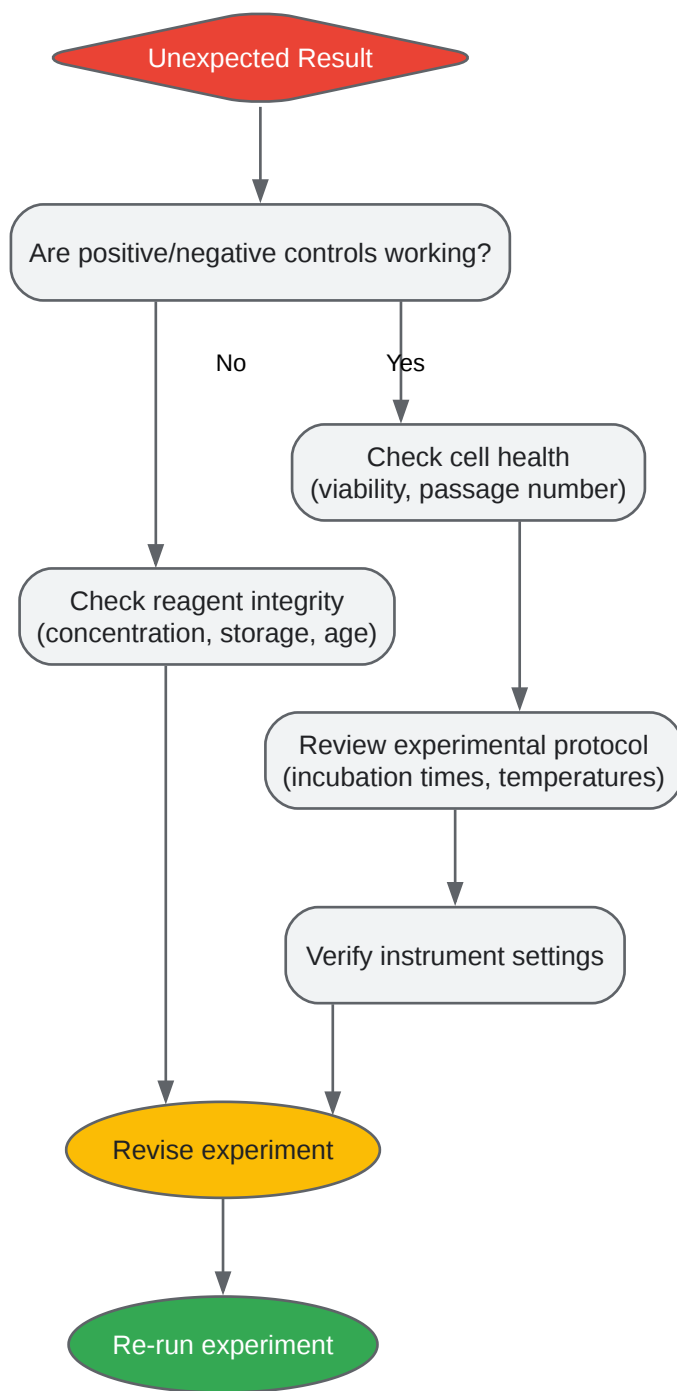 Unexpected Result
Are positive/negative controls working?
No
Yes
Check cell health
(viability, passage number)
Check reagent integrity
(concentration, storage, age)
Review experimental protocol
(incubation times, temperatures)
Verify instrument settings
Revise experiment
Re-run experiment